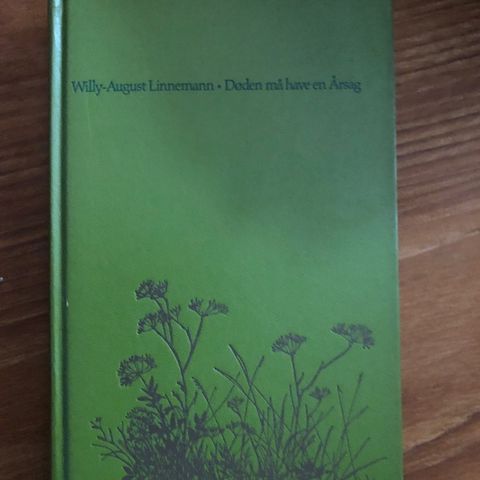 Willy-August Linnemann • Døden må have en Årsag